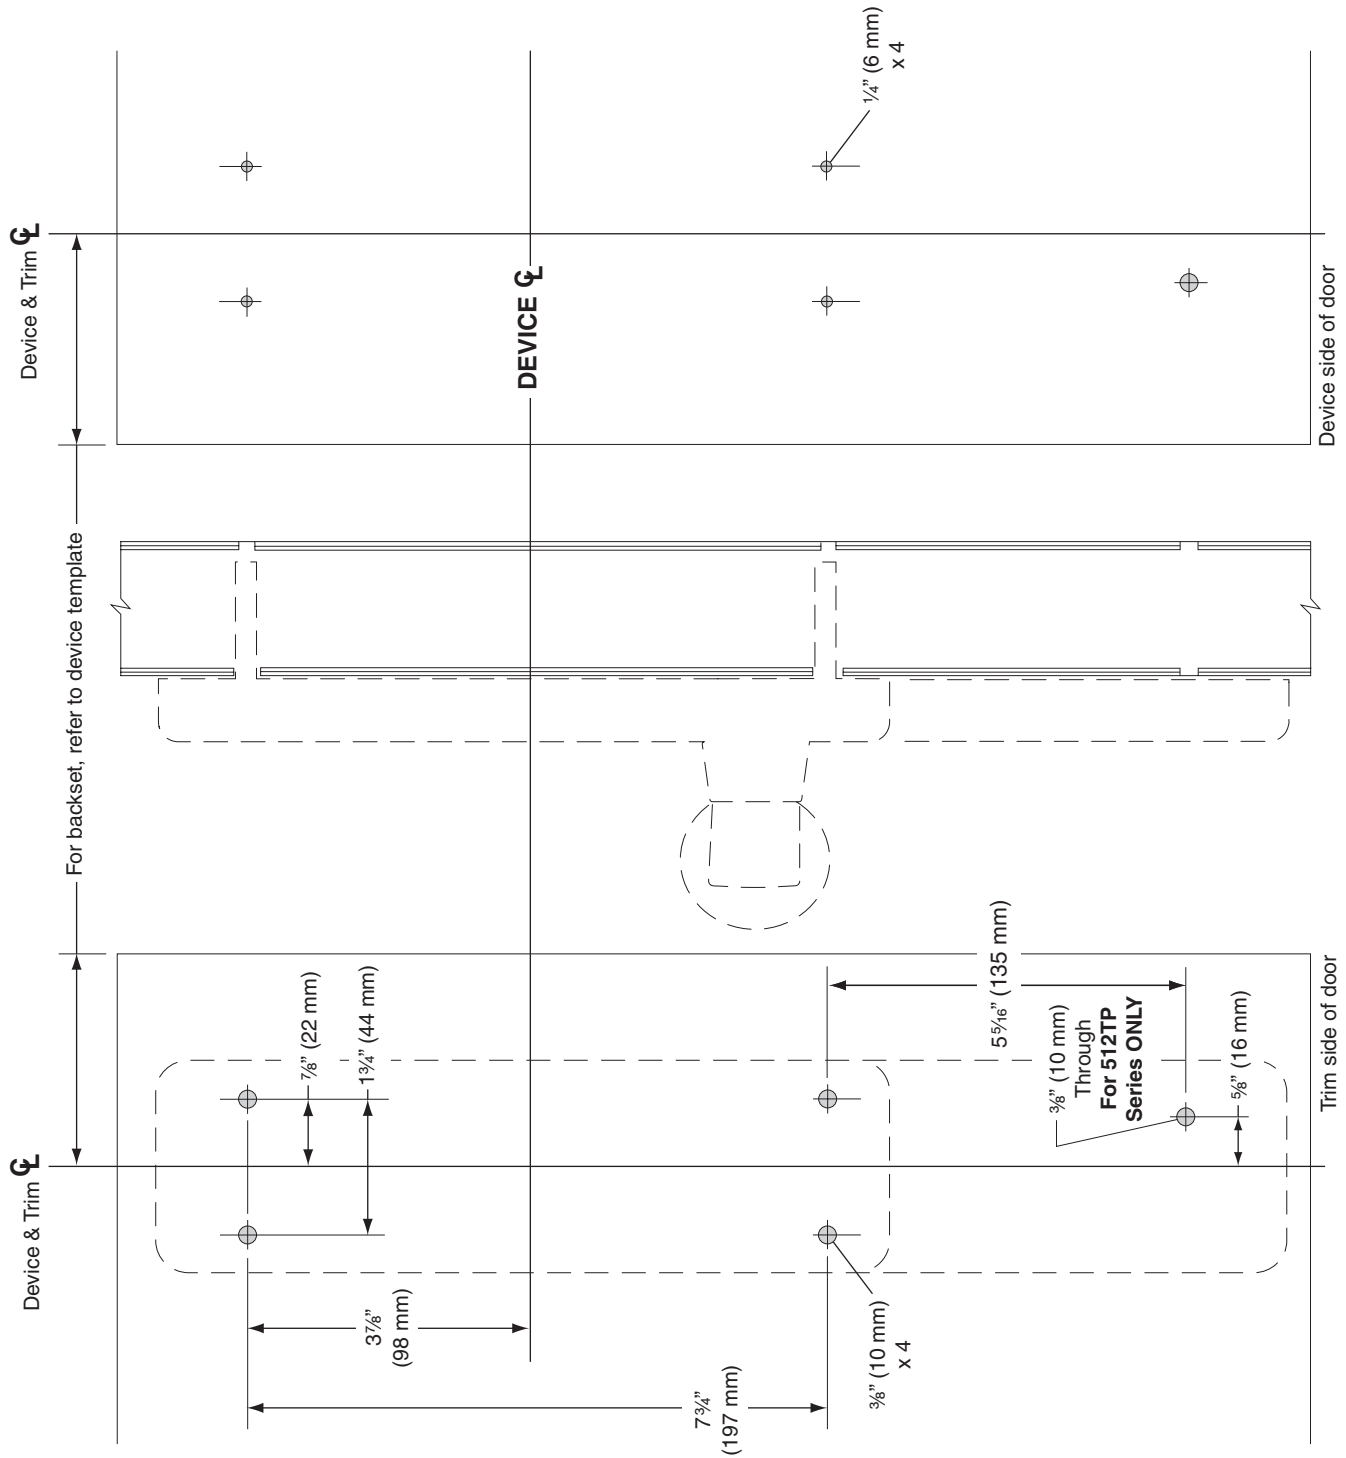 Device & Trim ℄
Device & Trim ℄
For backset, refer to device template
DEVICE ℄
¼” (6 mm)
x 4
⅞” (22 mm)
1¾” (44 mm)
3⅞”
(98 mm)
7¾”
(197 mm)
⅜” (10 mm)
x 4
5 5⁄16” (135 mm)
⅜” (10 mm)
Through
For 512TP
Series ONLY
⅝” (16 mm)
Trim side of door
Device side of door